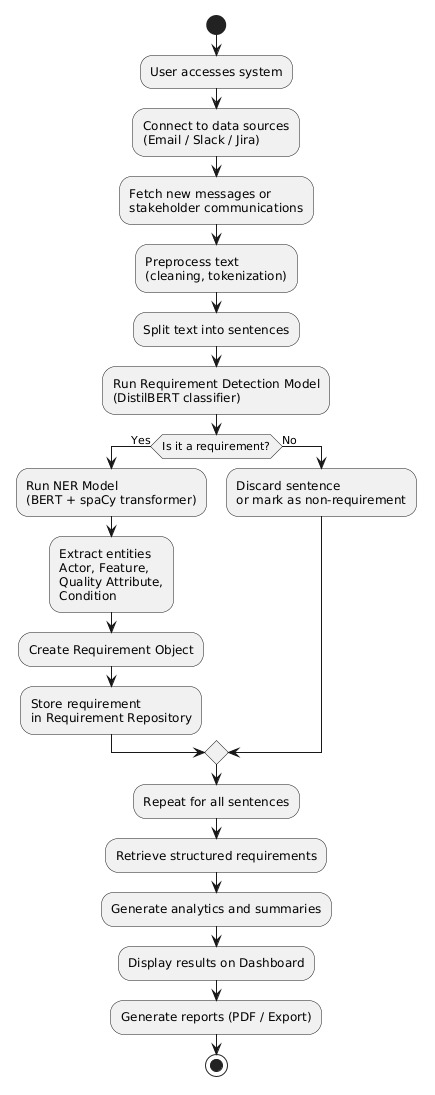 User accesses system
Connect to data sources
(Email / Slack / Jira)
Fetch new messages or
stakeholder communications
Preprocess text
(cleaning, tokenization)
Split text into sentences
Run Requirement Detection Model
(DistilBERT classifier)
Is it a requirement?
Yes
No
Run NER Model
(BERT + spaCy transformer)
Extract entities
Actor, Feature,
Quality Attribute,
Condition
Create Requirement Object
Store requirement
in Requirement Repository
Discard sentence
or mark as non-requirement
Repeat for all sentences
Retrieve structured requirements
Generate analytics and summaries
Display results on Dashboard
Generate reports (PDF / Export)